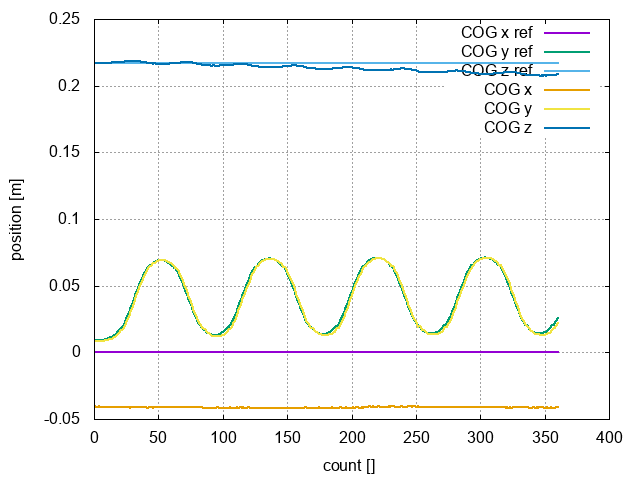 0.25
0.2
0.15
0.1
0.05
0
-0.05
position [m]
COG x ref
COG y ref
COG z ref
COG x
COG y
COG z
0 50 100 150 200 250 300 350 400
count []